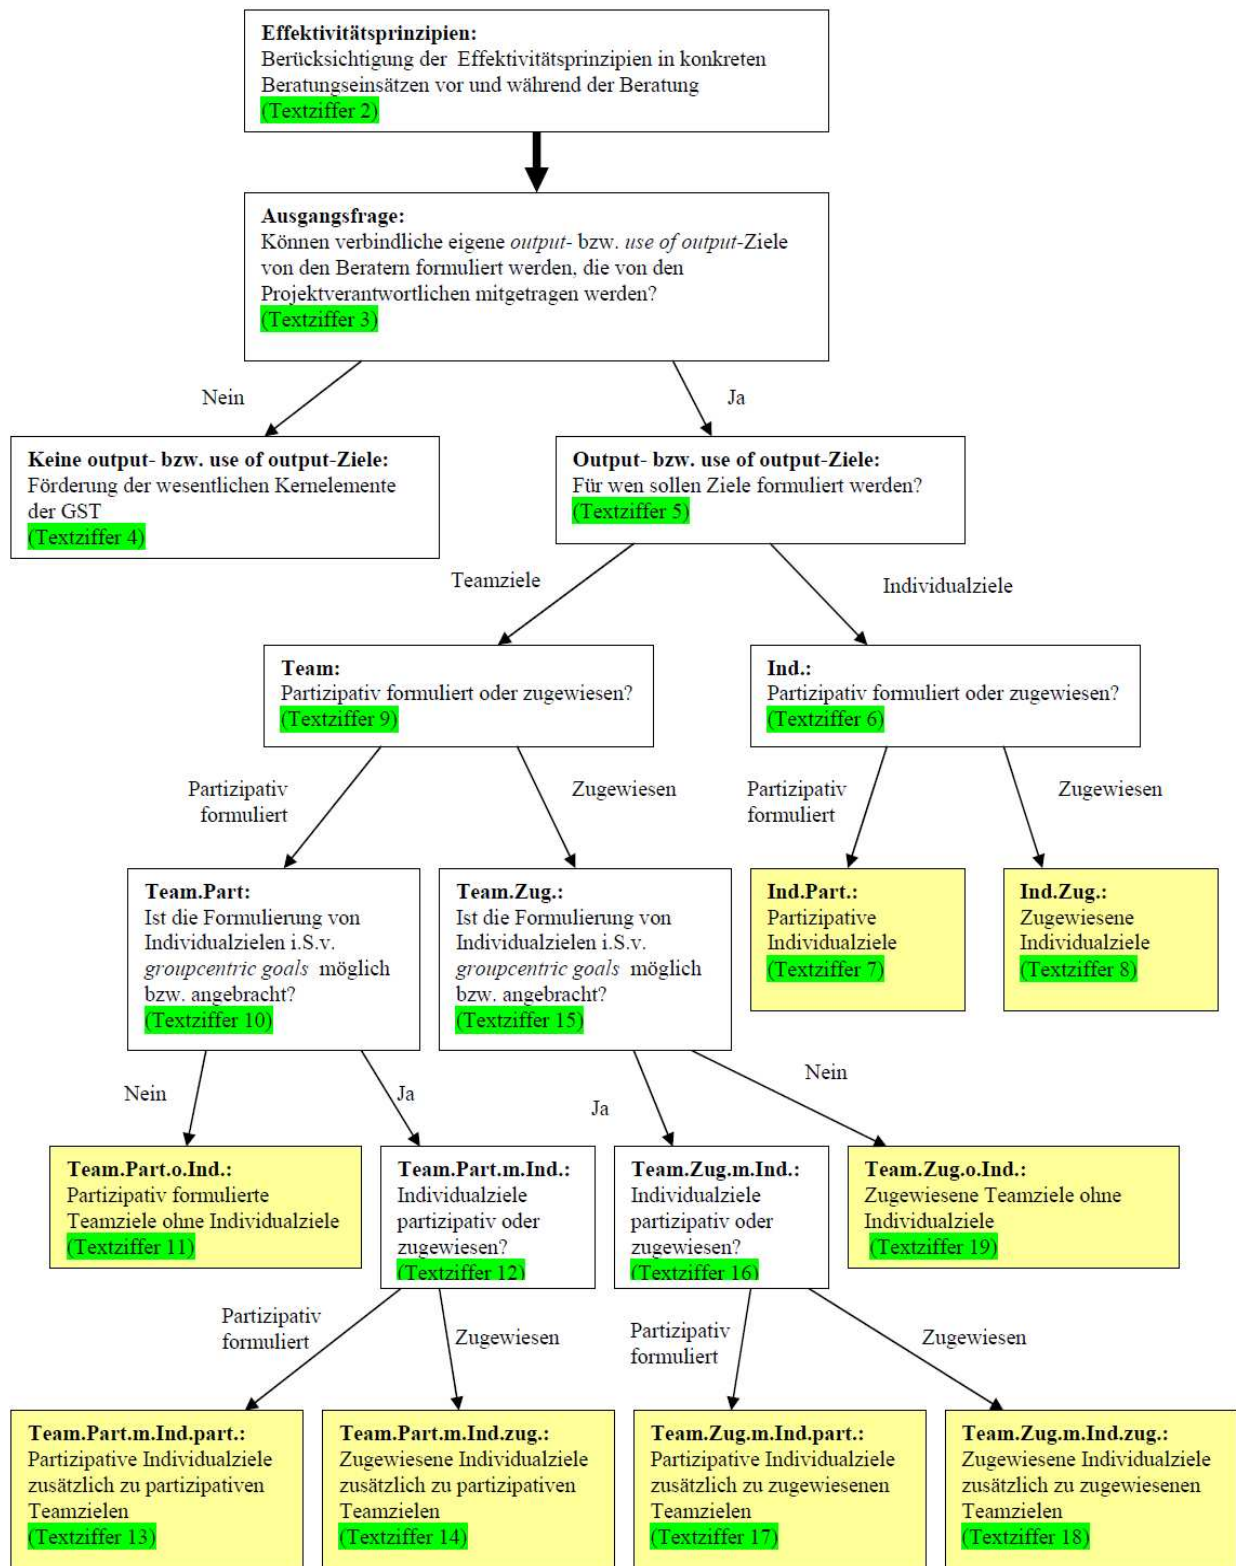 Effektivitätsprinzipien:
Berücksichtigung der Effektivitätsprinzipien in konkreten
Beratungseinsätzen vor und während der Beratung
(Textziffer 2)
Ausgangsfrage:
Können verbindliche eigene output- bzw. use of output-Ziele
von den Beratern formuliert werden, die von den
Projektverantwortlichen mitgetragen werden?
(Textziffer 3)
Nein
Ja
Keine output- bzw. use of output-Ziele:
Förderung der wesentlichen Kernelemente
der GST
(Textziffer 4)
Output- bzw. use of output-Ziele:
Für wen sollen Ziele formuliert werden?
(Textziffer 5)
Teamziele
Individualziele
Team:
Partizipativ formuliert oder zugewiesen?
(Textziffer 9)
Ind.:
Partizipativ formuliert oder zugewiesen?
(Textziffer 6)
Partizipativ
formuliert
Zugewiesen
Partizipativ
formuliert
Zugewiesen
Team.Part:
Ist die Formulierung von
Individualzielen i.S.v.
groupcentric goals möglich
bzw. angebracht?
(Textziffer 10)
Team.Zug.:
Ist die Formulierung von
Individualzielen i.S.v.
groupcentric goals möglich
bzw. angebracht?
(Textziffer 15)
Ind.Part.:
Partizipative
Individualziele
(Textziffer 7)
Ind.Zug.:
Zugewiesene
Individualziele
(Textziffer 8)
Nein
Ja
Ja
Nein
Team.Part.o.Ind.:
Partizipativ formulierte
Teamziele ohne Individualziele
(Textziffer 11)
Team.Part.m.Ind.:
Individualziele
partizipativ oder
zugewiesen?
(Textziffer 12)
Team.Zug.m.Ind.:
Individualziele
partizipativ oder
zugewiesen?
(Textziffer 16)
Team.Zug.o.Ind.:
Zugewiesene Teamziele ohne
Individualziele
(Textziffer 19)
Partizipativ
formuliert
Zugewiesen
Partizipativ
formuliert
Zugewiesen
Team.Part.m.Ind.part.:
Partizipative Individualziele
zusätzlich zu partizipativen
Teamzielen
(Textziffer 13)
Team.Part.m.Ind.zug.:
Zugewiesene Individualziele
zusätzlich zu partizipativen
Teamzielen
(Textziffer 14)
Team.Zug.m.Ind.part.:
Partizipative Individualziele
zusätzlich zu zugewiesenen
Teamzielen
(Textziffer 17)
Team.Zug.m.Ind.zug.:
Zugewiesene Individualziele
zusätzlich zu zugewiesenen
Teamzielen
(Textziffer 18)